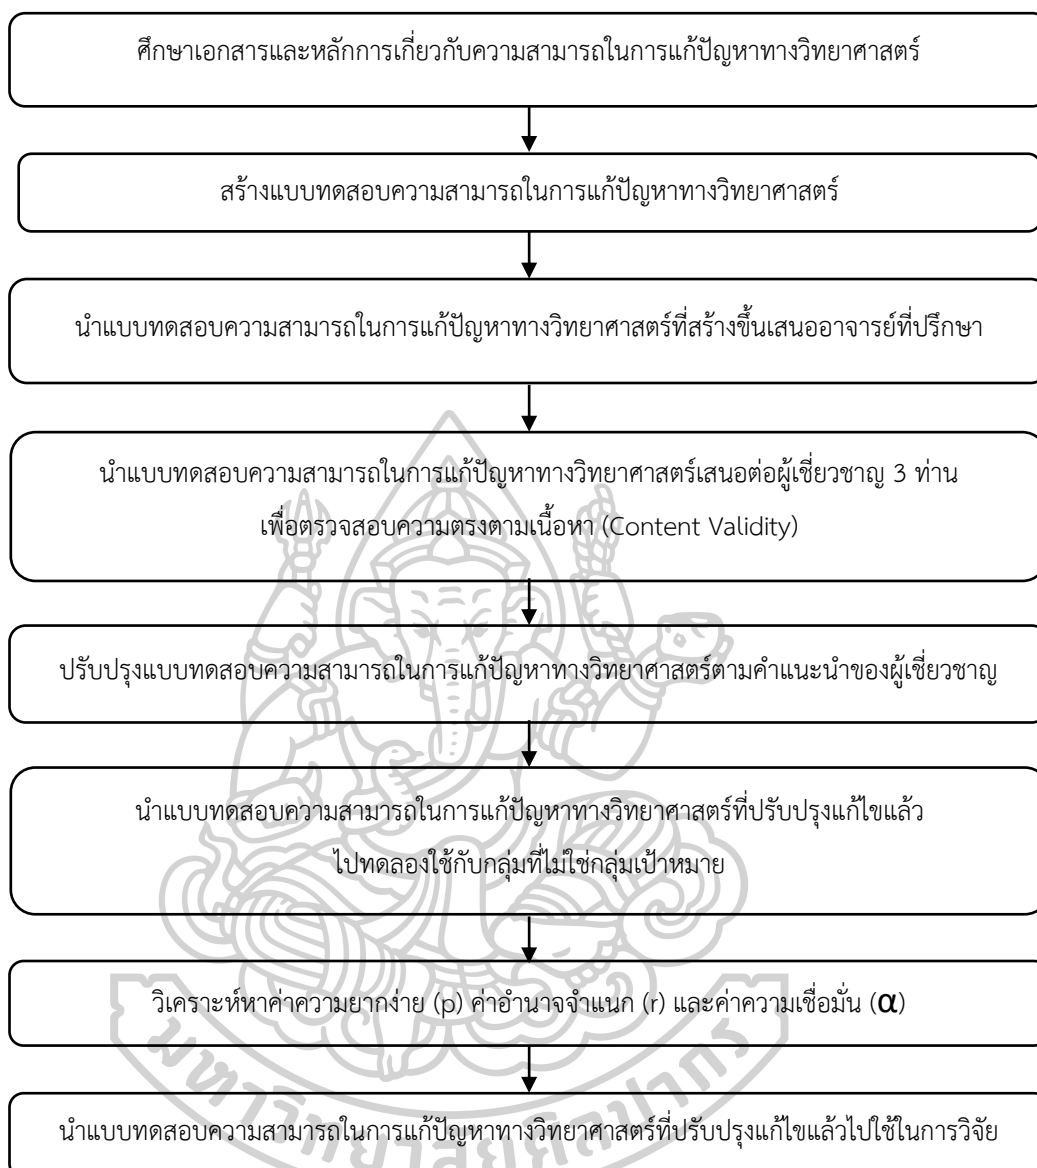 ศึกษาเอกสารและหลักการเกี่ยวกับความสามารถในการแก้ปัญหาทางวิทยาศาสตร์
สร้างแบบทดสอบความสามารถในการแก้ปัญหาทางวิทยาศาสตร์
นำแบบทดสอบความสามารถในการแก้ปัญหาทางวิทยาศาสตร์ที่สร้างขึ้นเสนออาจารย์ที่ปรึกษา
นำแบบทดสอบความสามารถในการแก้ปัญหาทางวิทยาศาสตร์เสนอต่อผู้เชี่ยวชาญ 3 ท่าน
เพื่อตรวจสอบความตรงตามเนื้อหา (Content Validity)
ปรับปรุงแบบทดสอบความสามารถในการแก้ปัญหาทางวิทยาศาสตร์ตามคำแนะนำของผู้เชี่ยวชาญ
นำแบบทดสอบความสามารถในการแก้ปัญหาทางวิทยาศาสตร์ที่ปรับปรุงแก้ไขแล้ว
ไปทดลองใช้กับกลุ่มที่ไม่ใช่กลุ่มเป้าหมาย
วิเคราะห์หาค่าความยากง่าย (p) ค่าอำนาจจำแนก (r) และค่าความเชื่อมั่น (α)
นำแบบทดสอบความสามารถในการแก้ปัญหาทางวิทยาศาสตร์ที่ปรับปรุงแก้ไขแล้วไปใช้ในการวิจัย
มหาวิทยาลัยศิลปากร